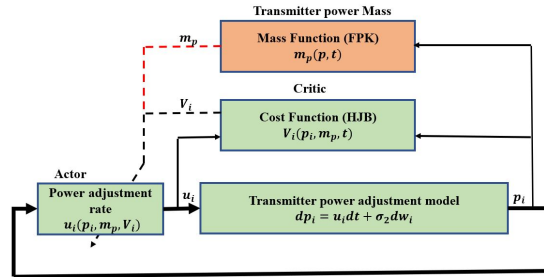 Transmitter power Mass
m_p
Mass Function (FPK)
m_p(p, t)
Critic
V_i
Cost Function (HJB)
V_i(p_i, m_p, t)
Actor
Power adjustment
rate
u_i(p_i, m_p, V_i)
u_i
Transmitter power adjustment model
dp_i = u_i dt + σ_2 dw_i
p_i